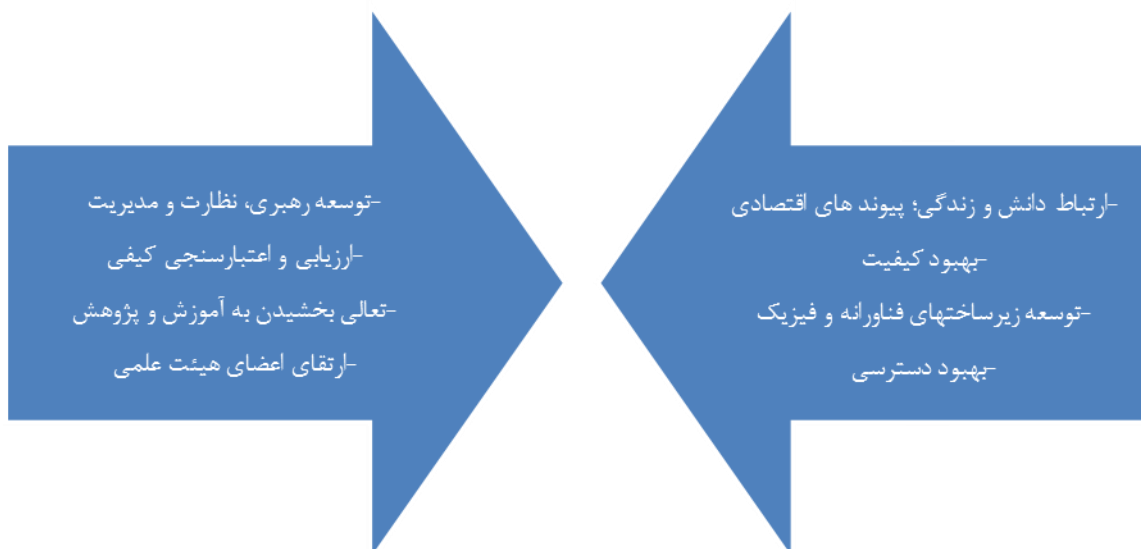 -ارتباط دانش و زندگی؛ پیوند های اقتصادی
-بهبود کیفیت
-توسعه زیرساختهای فناورانه و فیزیک
-بهبود دسترسی
-توسعه رهبری، نظارت و مدیریت
-ارزیابی و اعتبارسنجی کیفی
-تعالی بخشیدن به آموزش و پژوهش
-ارتقای اعضای هیئت علمی